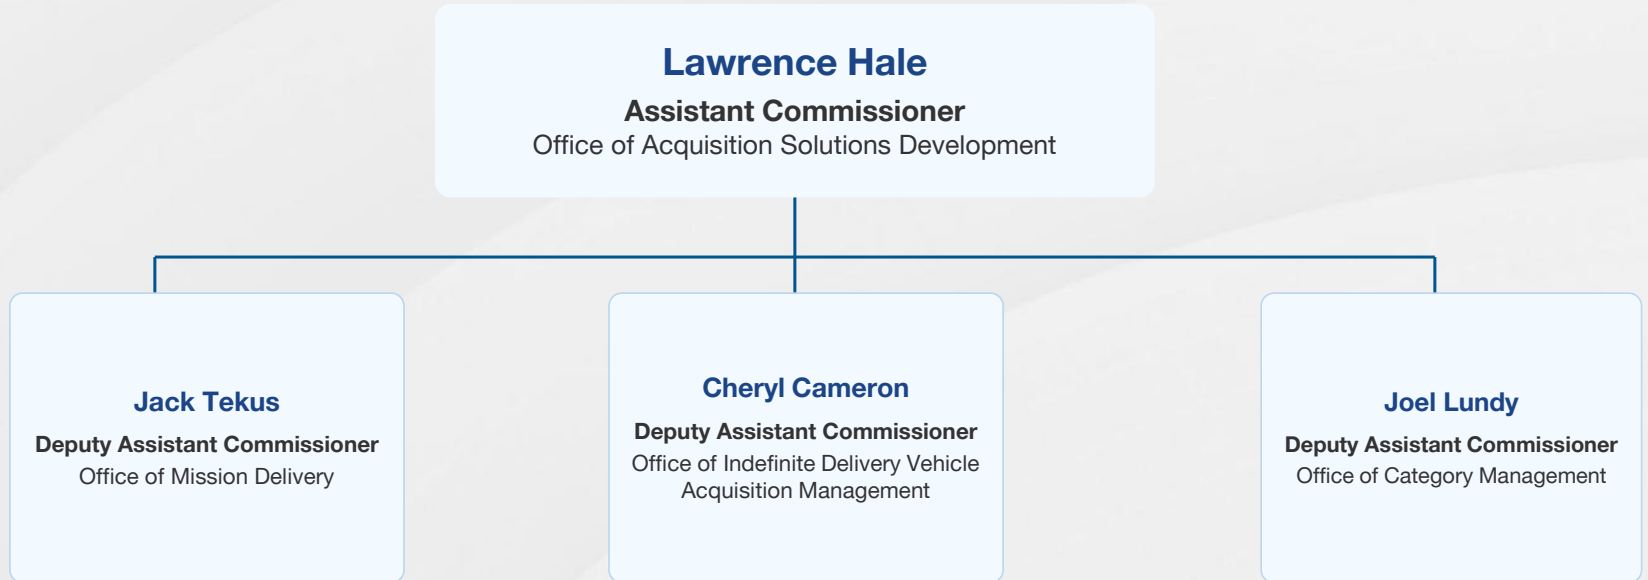 Lawrence Hale
Assistant Commissioner
Office of Acquisition Solutions Development
Jack Tekus
Deputy Assistant Commissioner
Office of Mission Delivery
Cheryl Cameron
Deputy Assistant Commissioner
Office of Indefinite Delivery Vehicle
Acquisition Management
Joel Lundy
Deputy Assistant Commissioner
Office of Category Management